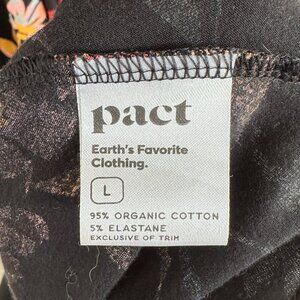 pact
Earth's Favorite
Clothing.
L
95% ORGANIC COTTON
5% ELASTANE
EXCLUSIVE OF TRIM